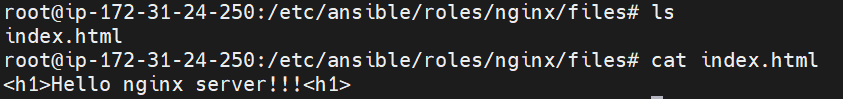 root@ip-172-31-24-250:/etc/ansible/roles/nginx/files# ls
index.html
root@ip-172-31-24-250:/etc/ansible/roles/nginx/files# cat index.html
<h1>Hello nginx server!!!<h1>